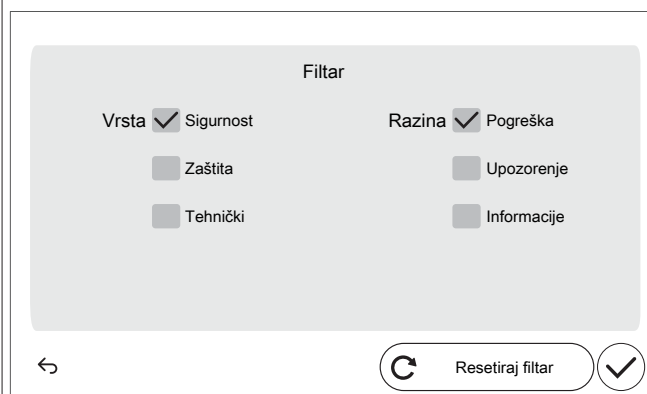 Filtar
Vrsta Sigurnost Razina Pogreška
Zaštita Upozorenje
Tehnički Informacije
Resetiraj filtar